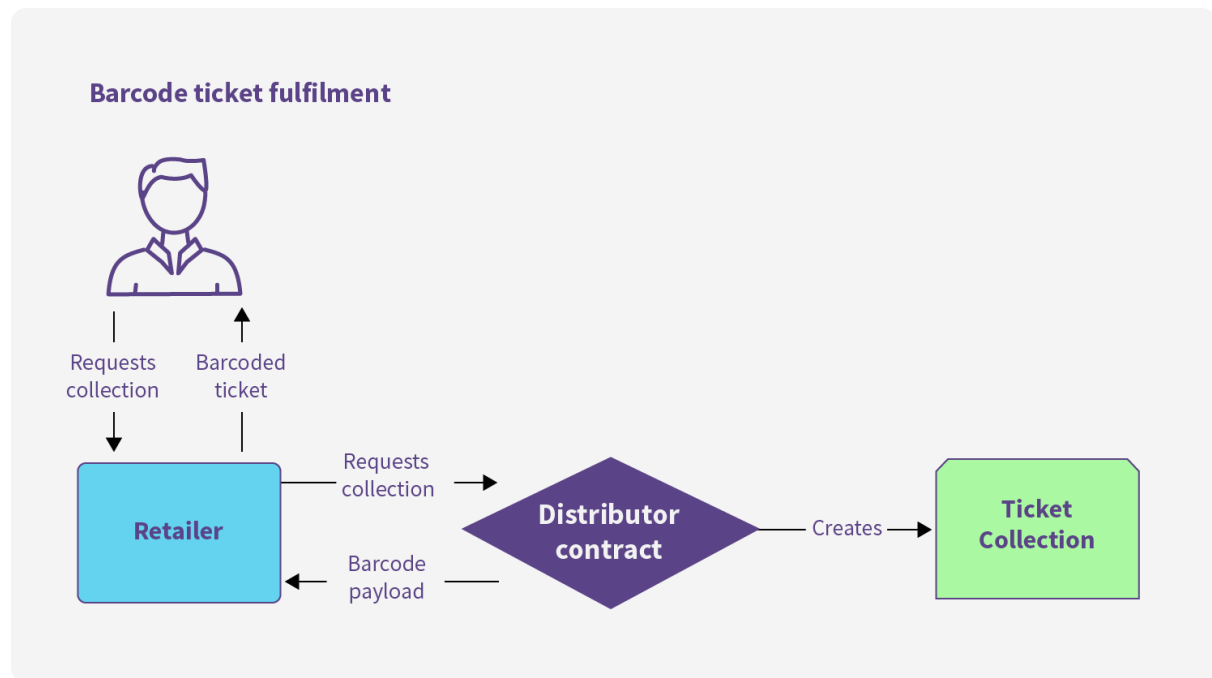 Barcode ticket fulfilment
Requests
collection
Barcoded
ticket
Retailer
Requests
collection
Barcode
payload
Distributor
contract
Creates
Ticket
Collection